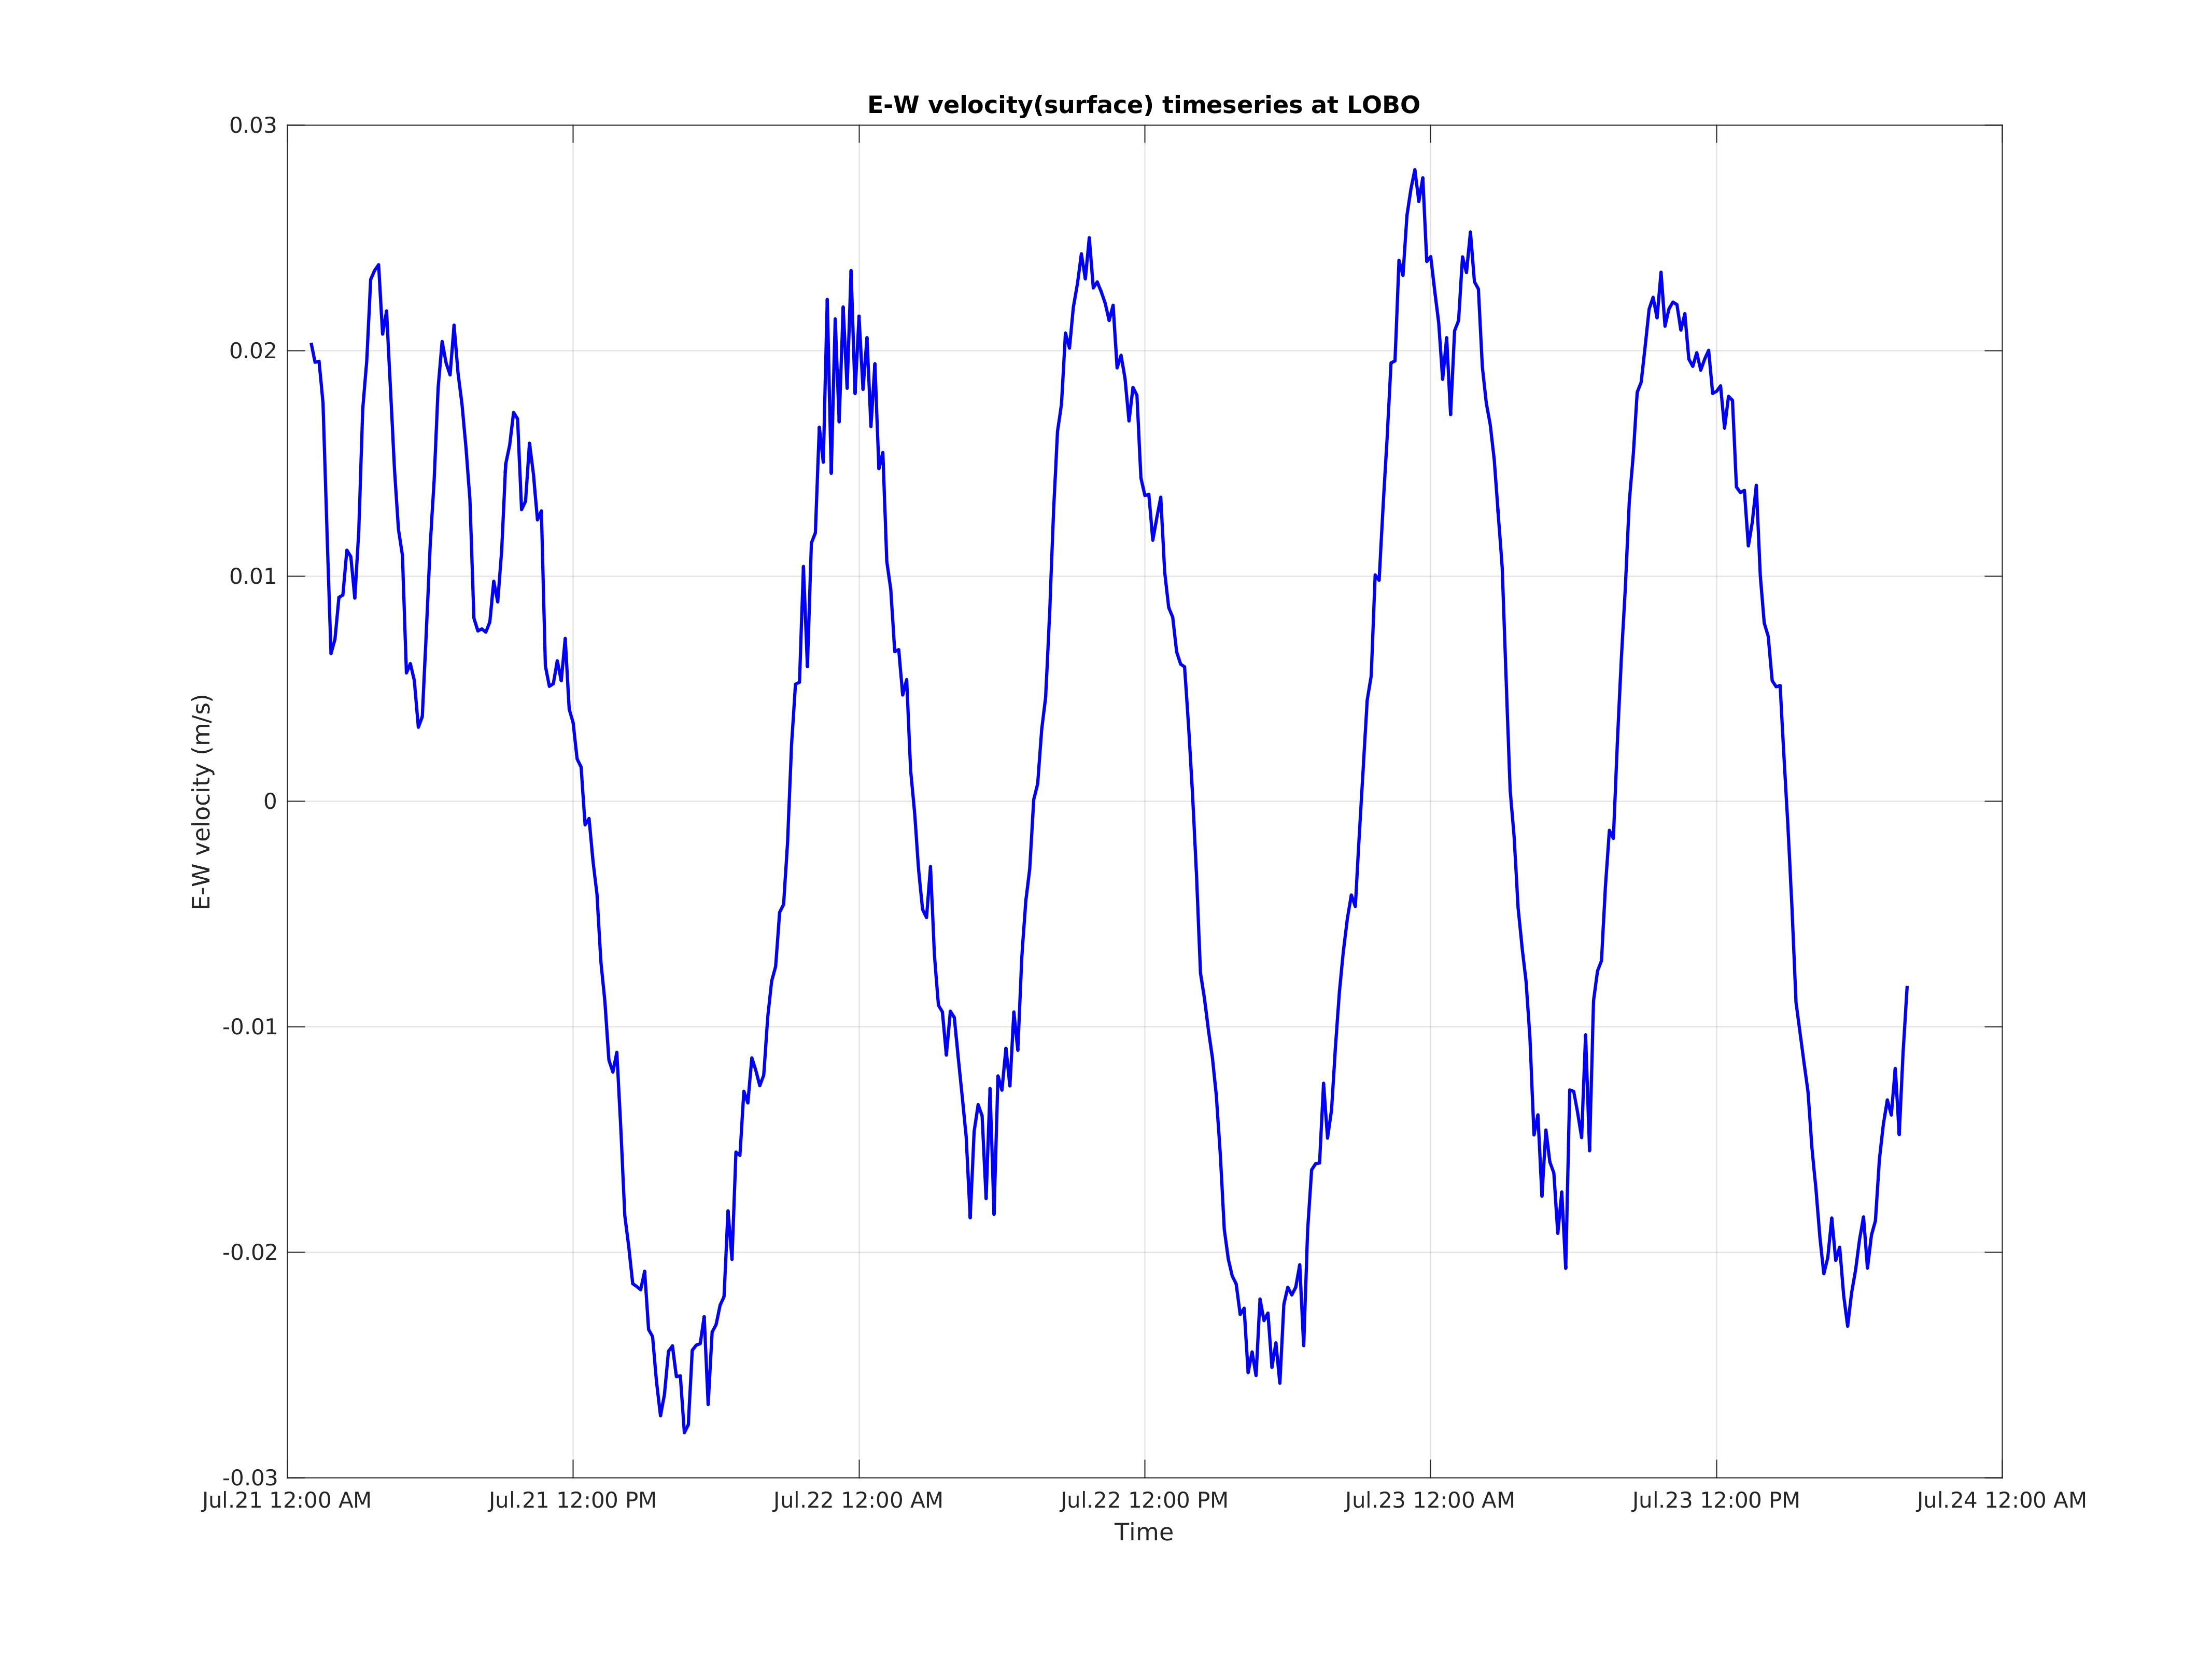 E-W velocity(surface) timeseries at LOBO
0.03
0.02
0.01
0
-0.01
-0.02
-0.03
E-W velocity (m/s)
Jul.21 12:00 AM Jul.21 12:00 PM Jul.22 12:00 AM Jul.22 12:00 PM Jul.23 12:00 AM Jul.23 12:00 PM Jul.24 12:00 AM
Time